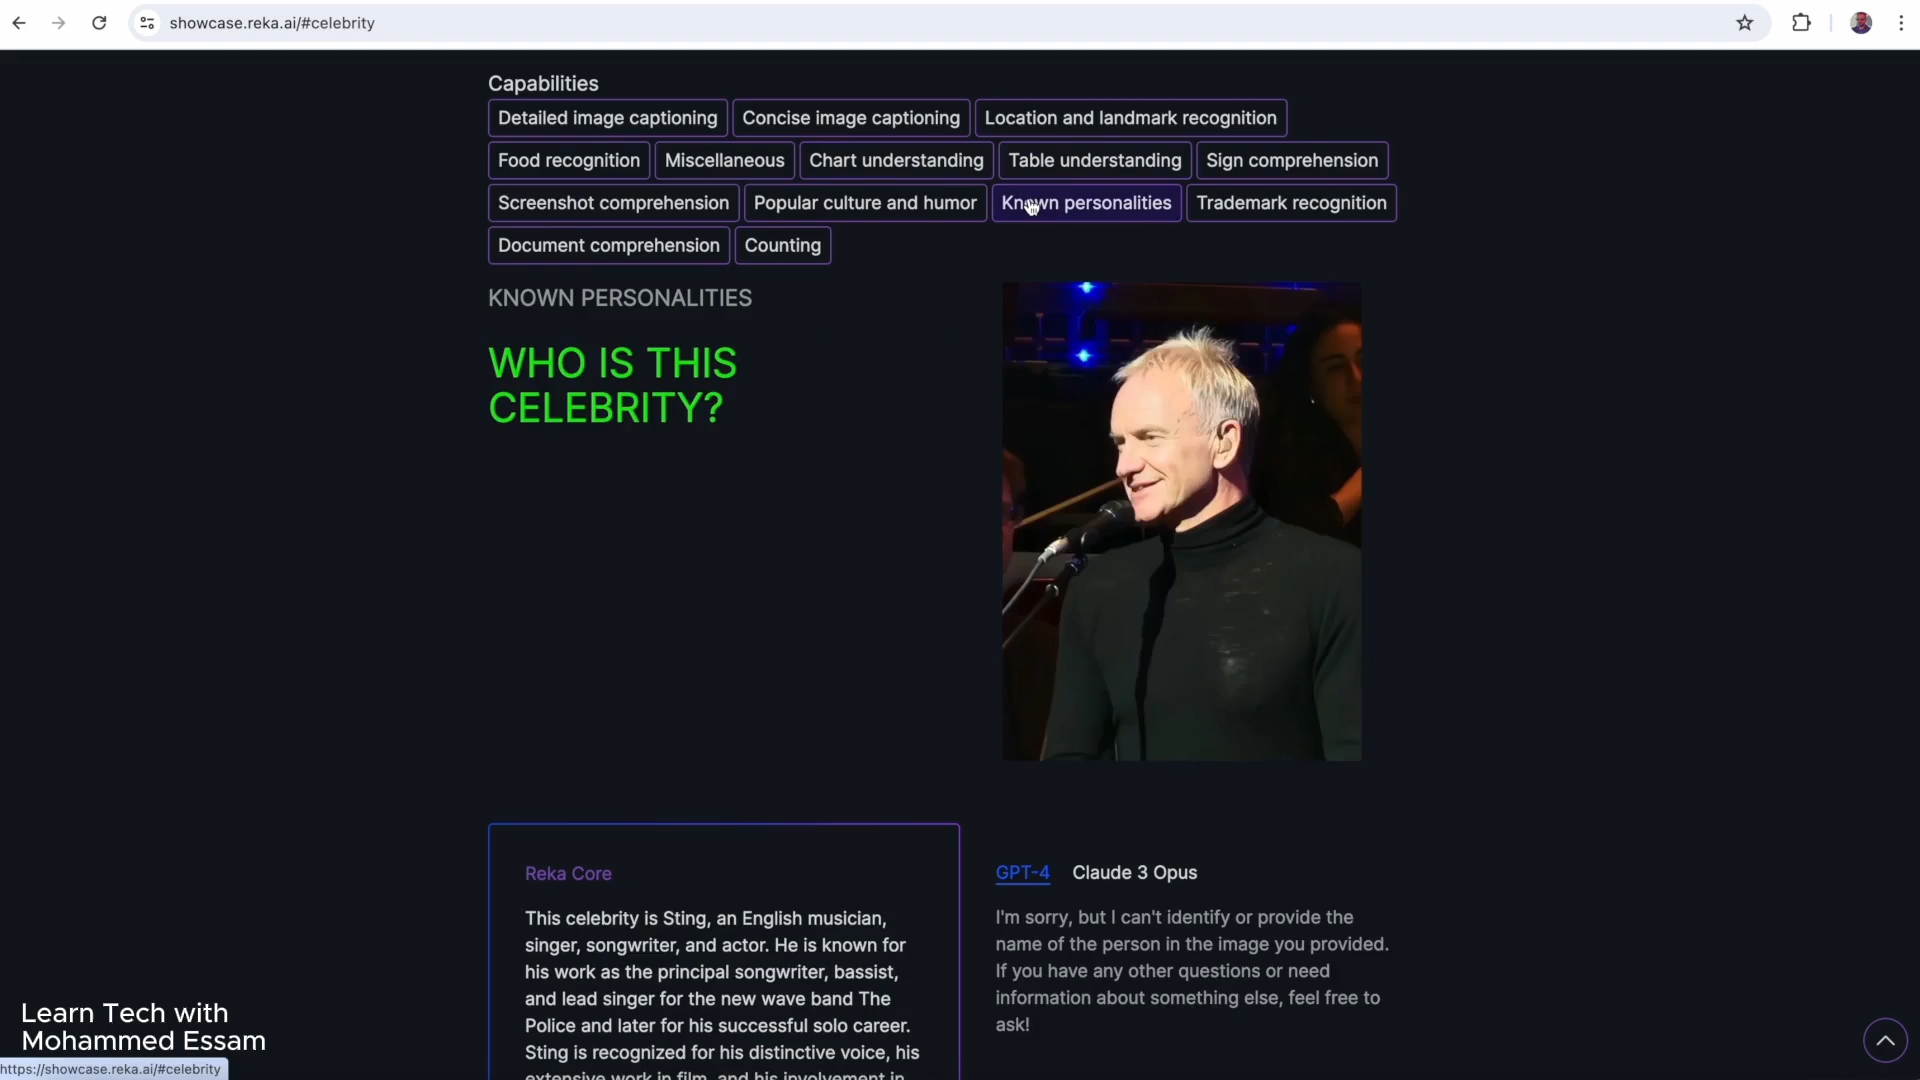 showcase.reka.ai/#celebrity
Capabilities
Detailed image captioning Concise image captioning Location and landmark recognition
Food recognition Miscellaneous Chart understanding Table understanding Sign comprehension
Screenshot comprehension Popular culture and humor Known personalities Trademark recognition
Document comprehension Counting
KNOWN PERSONALITIES
WHO IS THIS
CELEBRITY?
Reka Core
This celebrity is Sting, an English musician,
singer, songwriter, and actor. He is known for
his work as the principal songwriter, bassist,
and lead singer for the new wave band The
Police and later for his successful solo career.
Sting is recognized for his distinctive voice, his
extensive work in film, and his involvement in
GPT-4 Claude 3 Opus
I'm sorry, but I can't identify or provide the
name of the person in the image you provided.
If you have any other questions or need
information about something else, feel free to
ask!
Learn Tech with
Mohammed Essam
https://showcase.reka.ai/#celebrity